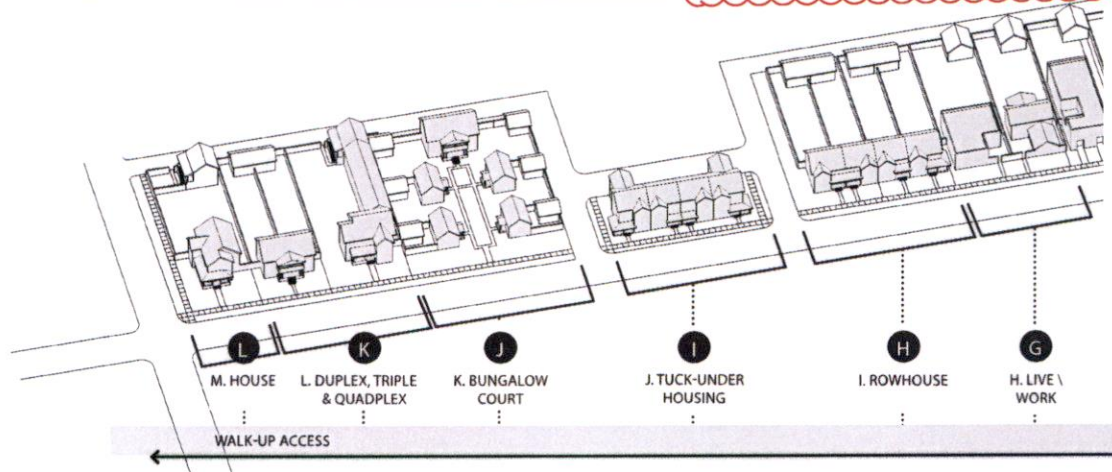 L
K
J
I
H
G
M. HOUSE
L. DUPLEX, TRIPLE
& QUADPLEX
K. BUNGALOW
COURT
J. TUCK-UNDER
HOUSING
I. ROWHOUSE
H. LIVE \
WORK
WALK-UP ACCESS